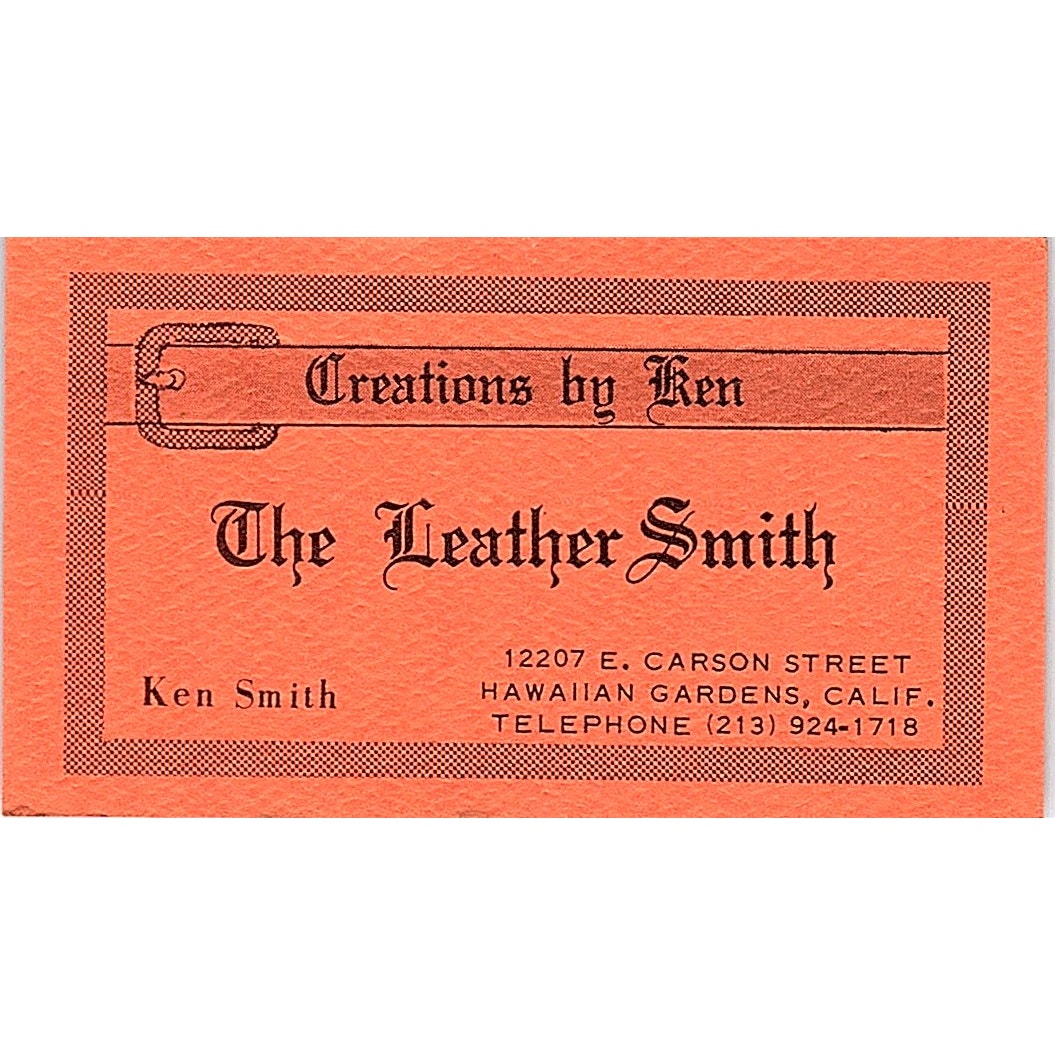 Creations by Ken
The Leather Smith
Ken Smith
12207 E. CARSON STREET
HAWAIIAN GARDENS, CALIF.
TELEPHONE (213) 924-1718